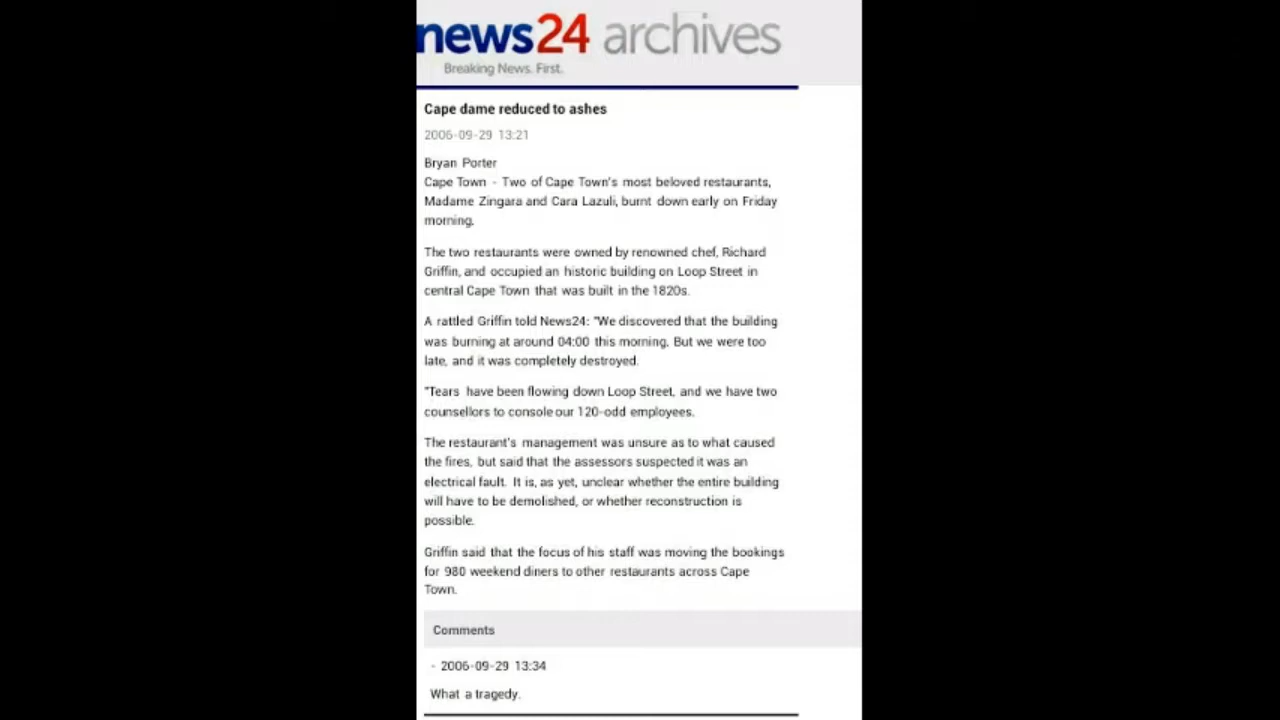 news24 archives
Breaking News. First.
Cape dame reduced to ashes
2006-09-29 13:21
Bryan Porter
Cape Town - Two of Cape Town's most beloved restaurants,
Madame Zingara and Cara Lazuli, burnt down early on Friday
morning.
The two restaurants were owned by renowned chef, Richard
Griffin, and occupied an historic building on Loop Street in
central Cape Town that was built in the 1820s.
A rattled Griffin told News24: "We discovered that the building
was burning at around 04:00 this morning. But we were too
late, and it was completely destroyed.
"Tears have been flowing down Loop Street, and we have two
counsellors to console our 120-odd employees.
The restaurant's management was unsure as to what caused
the fires, but said that the assessors suspected it was an
electrical fault. It is, as yet, unclear whether the entire building
will have to be demolished, or whether reconstruction is
possible.
Griffin said that the focus of his staff was moving the bookings
for 980 weekend diners to other restaurants across Cape
Town.
Comments
- 2006-09-29 13:34
What a tragedy.